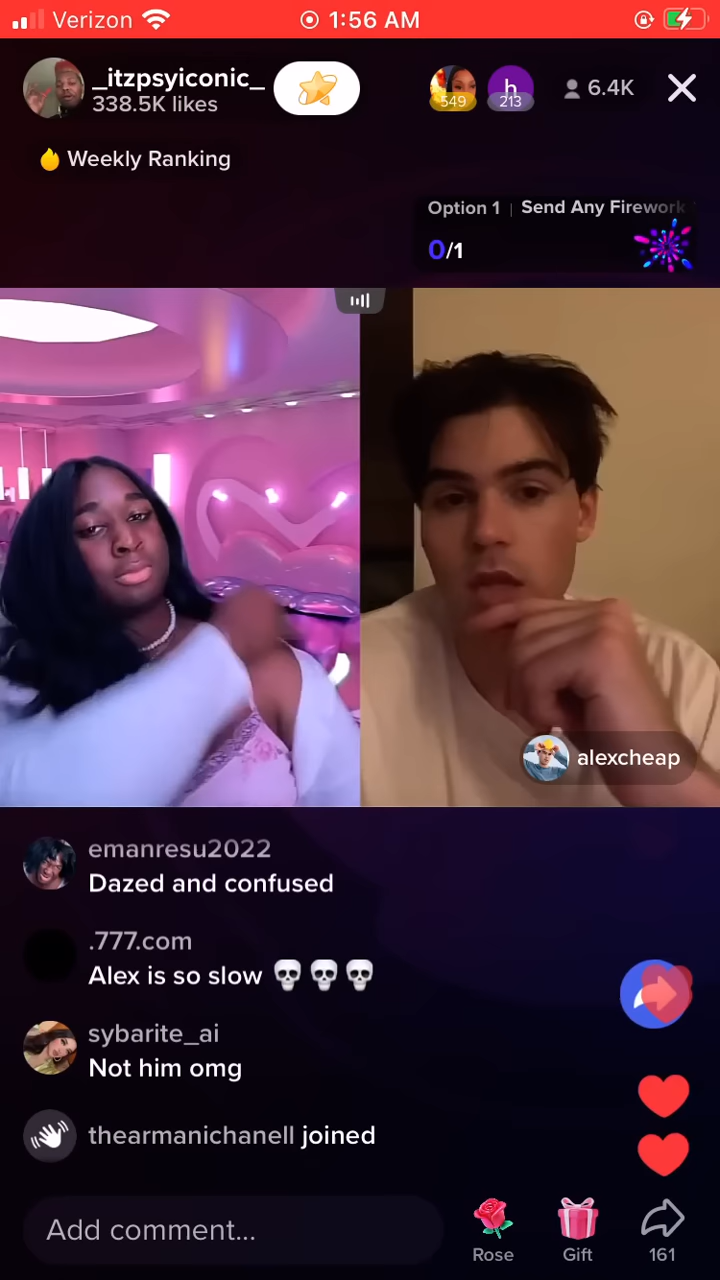 Verizon 1:56 AM
_itzpsyiconic_
338.5K likes
549
h
213
6.4K
Weekly Ranking
Option 1 | Send Any Firework
0/1
alexcheap
emanresu2022
Dazed and confused
.777.com
Alex is so slow 💀💀💀
sybarite_ai
Not him omg
thearmanichanell joined
Add comment...
Rose
Gift
161